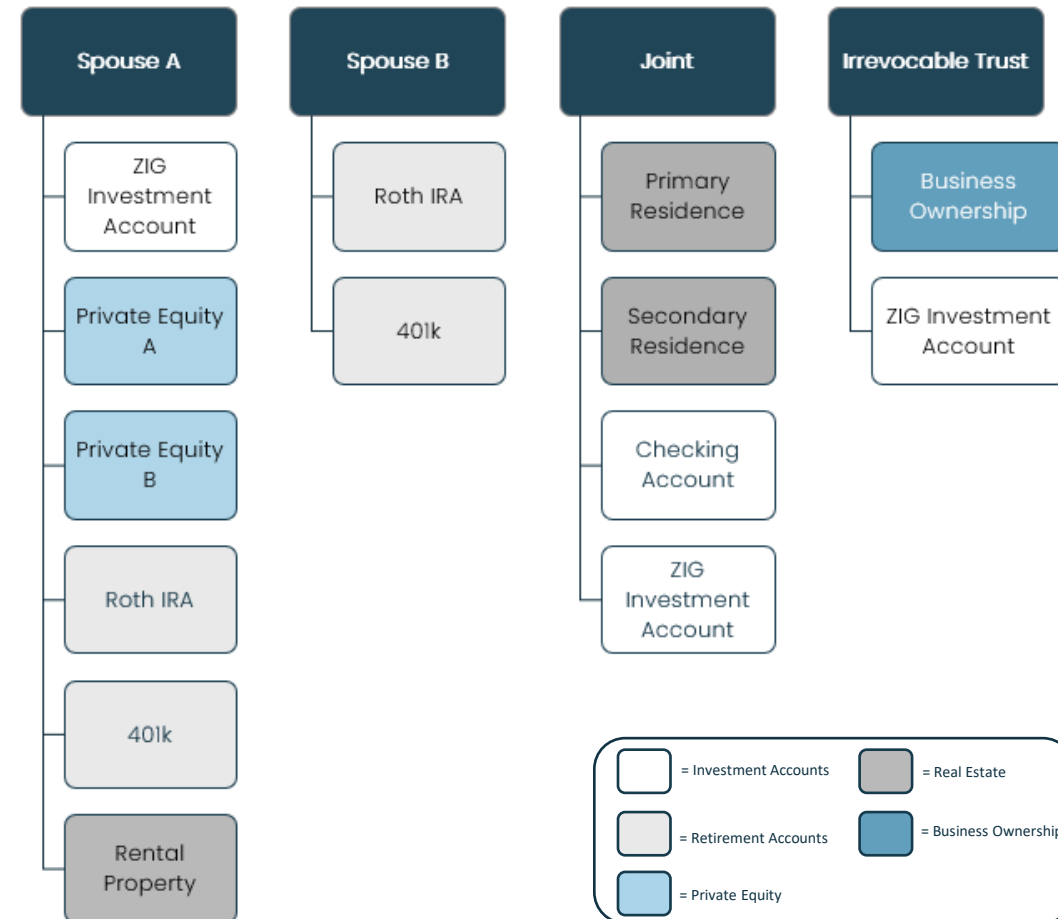 Spouse A
ZIG
Investment
Account
Private Equity
A
Private Equity
B
Roth IRA
401k
Rental
Property
Spouse B
Roth IRA
401k
Joint
Primary
Residence
Secondary
Residence
Checking
Account
ZIG
Investment
Account
Irrevocable Trust
Business
Ownership
ZIG Investment
Account
= Investment Accounts
= Retirement Accounts
= Private Equity
= Real Estate
= Business Ownership